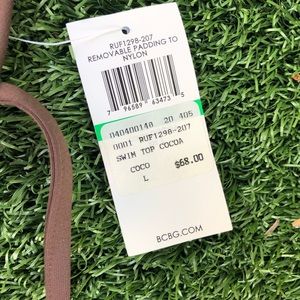 RUF1298-207
REMOVABLE PADDING TO
NYLON
7 96589 63473 5
040400140 20 405
0001 RUF1298-207
SWIM TOP COCOA
COCO $68.00
L
BCBG.COM